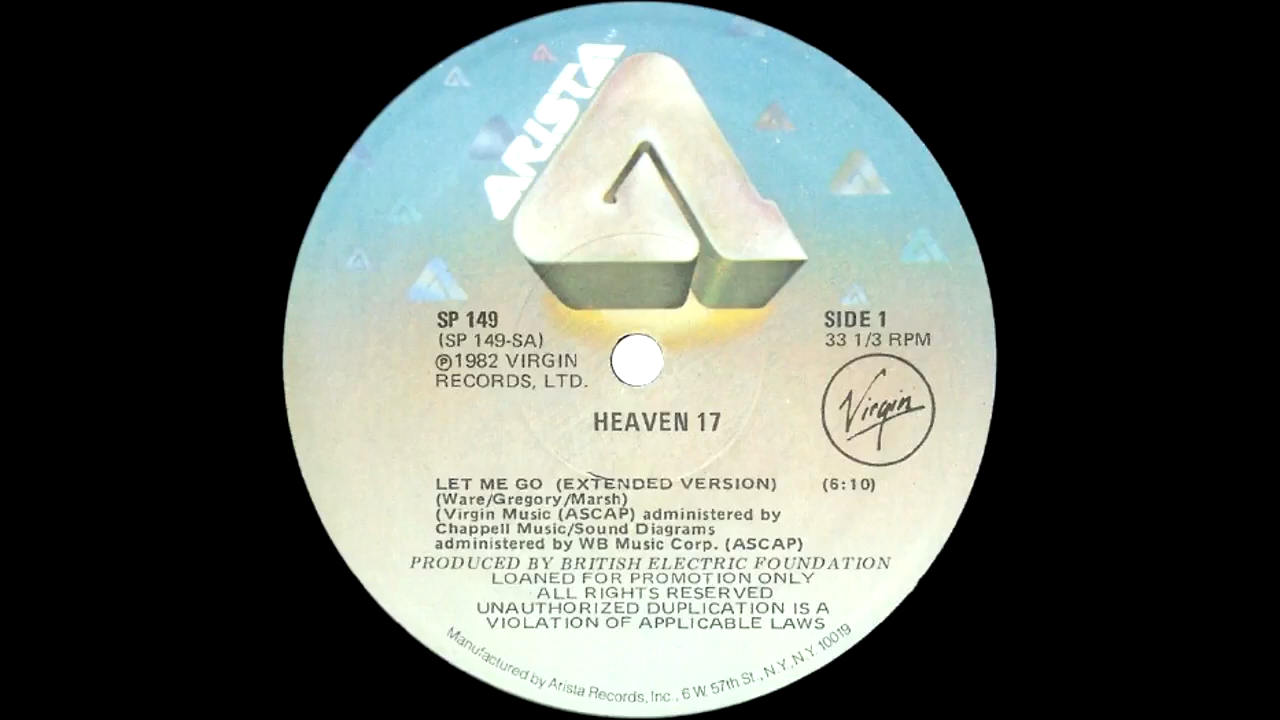 ARISTA
SP 149
(SP 149-SA)
℗1982 VIRGIN
RECORDS, LTD.
SIDE 1
33 1/3 RPM
Virgin
HEAVEN 17
LET ME GO (EXTENDED VERSION) (6:10)
(Ware/Gregory/Marsh)
(Virgin Music (ASCAP) administered by
Chappell Music/Sound Diagrams
administered by WB Music Corp. (ASCAP)
PRODUCED BY BRITISH ELECTRIC FOUNDATION
LOANED FOR PROMOTION ONLY
ALL RIGHTS RESERVED
UNAUTHORIZED DUPLICATION IS A
VIOLATION OF APPLICABLE LAWS
Manufactured by Arista Records, Inc., 6 W. 57th St., N.Y., N.Y. 10019